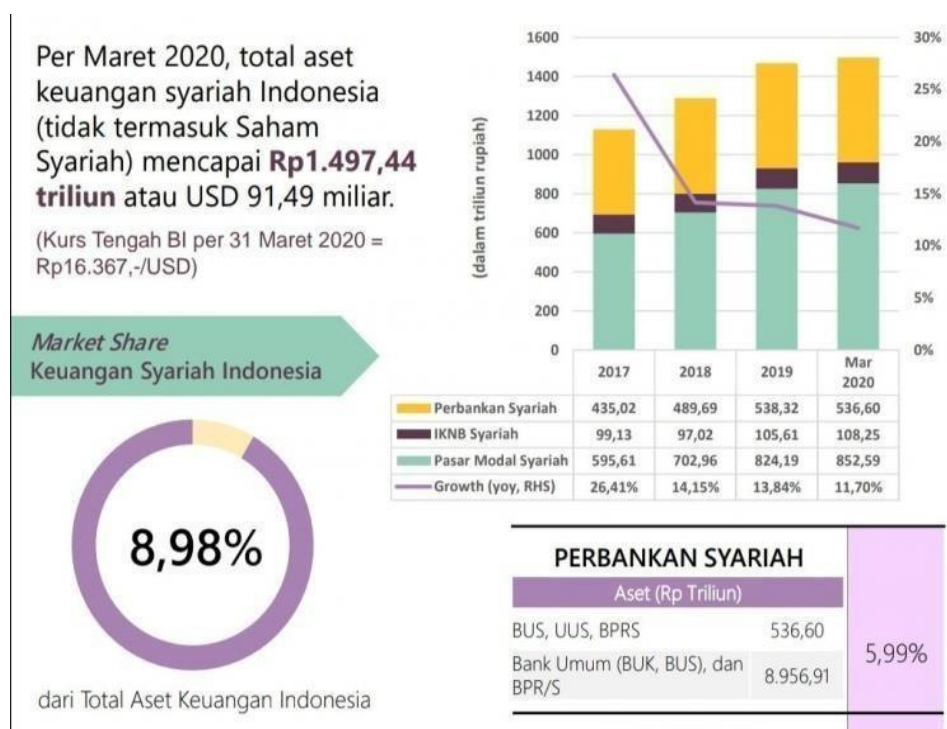 Per Maret 2020, total aset
keuangan syariah Indonesia
(tidak termasuk Saham
Syariah) mencapai Rp1.497,44
triliun atau USD 91,49 miliar.
(Kurs Tengah BI per 31 Maret 2020 =
Rp16.367,-/USD)
Market Share
Keuangan Syariah Indonesia
8,98%
dari Total Aset Keuangan Indonesia
(dalam triliun rupiah)
1600
1400
1200
1000
800
600
400
200
0
30%
25%
20%
15%
10%
5%
0%
2017 2018 2019 Mar 2020
Perbankan Syariah 435,02 489,69 538,32 536,60
IKNB Syariah 99,13 97,02 105,61 108,25
Pasar Modal Syariah 595,61 702,96 824,19 852,59
Growth (yoy, RHS) 26,41% 14,15% 13,84% 11,70%
PERBANKAN SYARIAH
Aset (Rp Triliun)
BUS, UUS, BPRS 536,60
Bank Umum (BUK, BUS), dan
BPR/S 8.956,91
5,99%